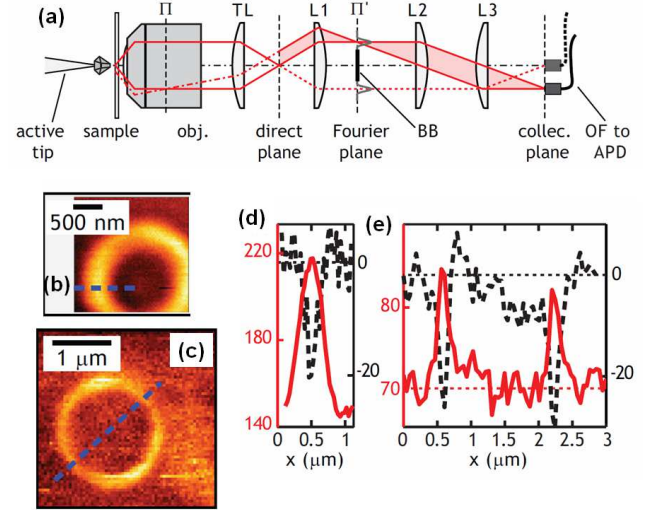 (a)
Π TL L1 Π' L2 L3
active tip
sample
obj.
direct plane
Fourier plane
BB
collec. plane
OF to APD
500 nm
(b)
1 μm
(c)
(d)
220
180
140
0
-20
0.5 1
x (μm)
(e)
80
70
0
-20
0 0.5 1 1.5 2 2.5 3
x (μm)